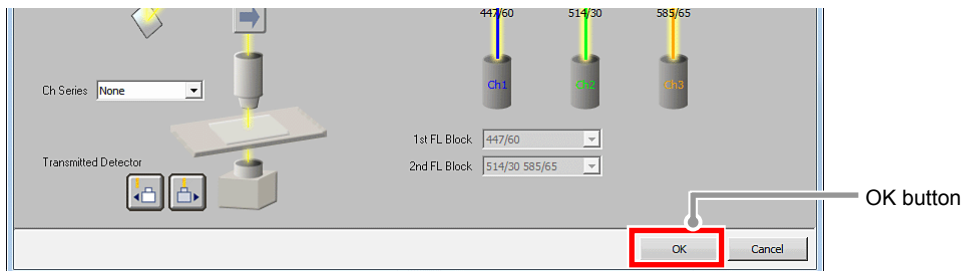 447/60 514/30 585/65
Ch Series None
Ch1 Ch2 Ch3
1st FL Block 447/60
Transmitted Detector
2nd FL Block 514/30 585/65
OK button
OK Cancel